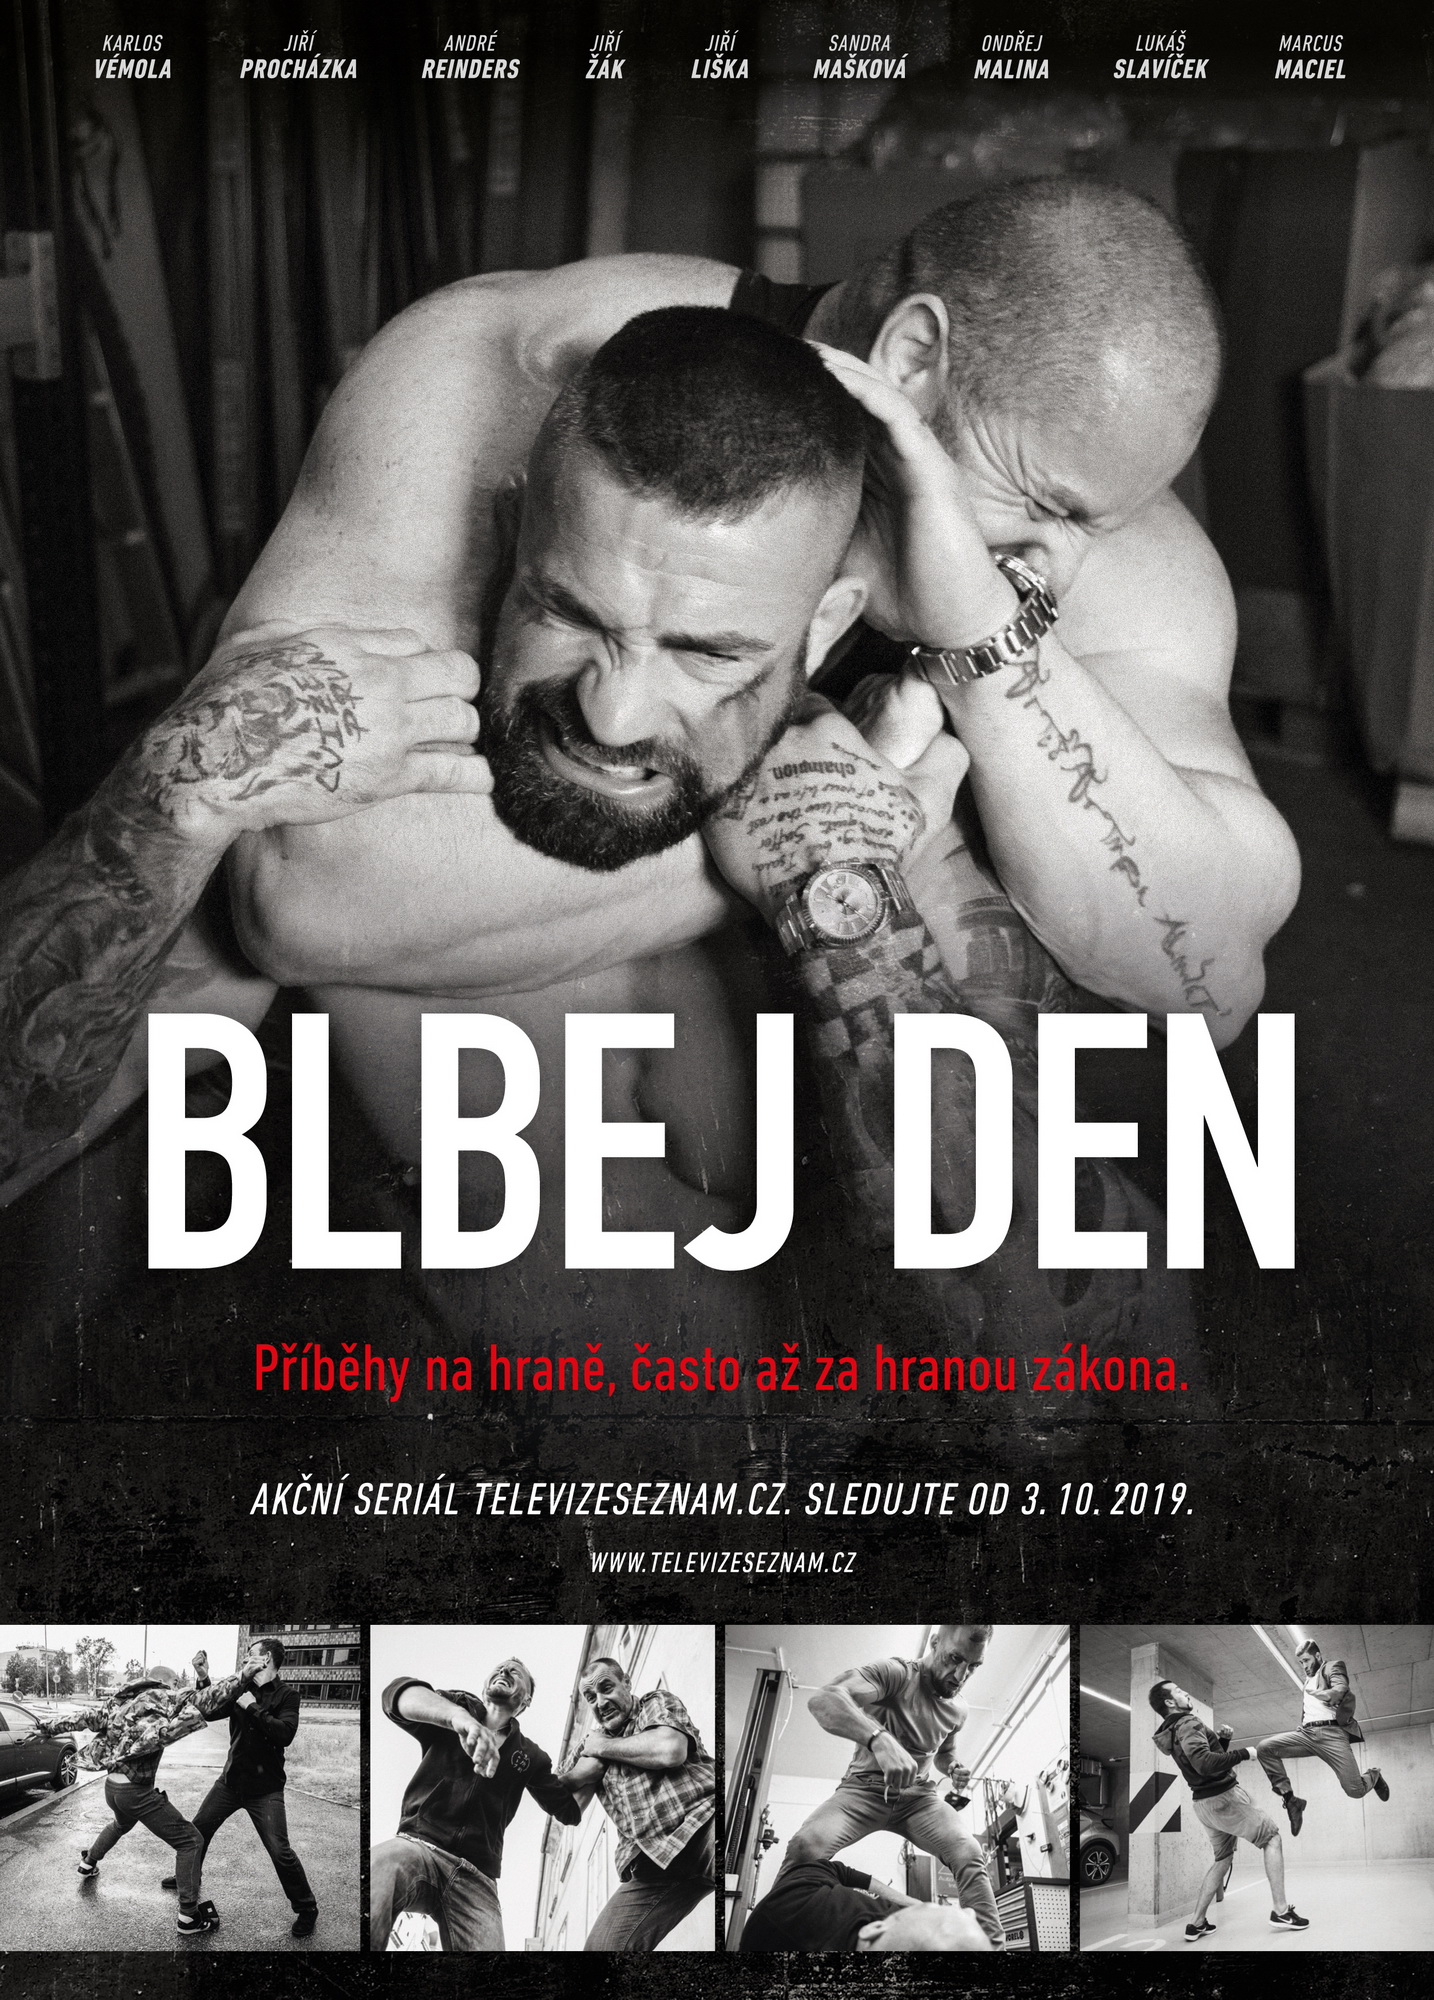 KARLOS VÉMOLA
JIŘÍ PROCHÁZKA
ANDRÉ REINDERS
JIŘÍ ŽÁK
JIŘÍ LIŠKA
SANDRA MAŠKOVÁ
ONDŘEJ MALINA
LUKÁŠ SLAVÍČEK
MARCUS MACIEL
champion
BLBEJ DEN
Příběhy na hraně, často až za hranou zákona.
AKČNÍ SERIÁL TELEVIZESEZNAM.CZ. SLEDUJTE OD 3. 10. 2019.
WWW.TELEVIZESEZNAM.CZ